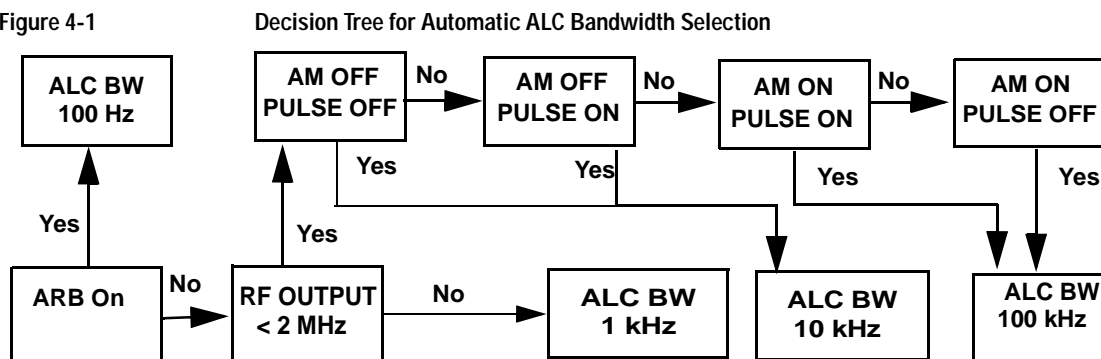 Figure 4-1 Decision Tree for Automatic ALC Bandwidth Selection
ALC BW
100 Hz
AM OFF
PULSE OFF
No
AM OFF
PULSE ON
No
AM ON
PULSE ON
No
AM ON
PULSE OFF
Yes
Yes
Yes
Yes
Yes
Yes
ARB On
No
RF OUTPUT
< 2 MHz
No
ALC BW
1 kHz
ALC BW
10 kHz
ALC BW
100 kHz